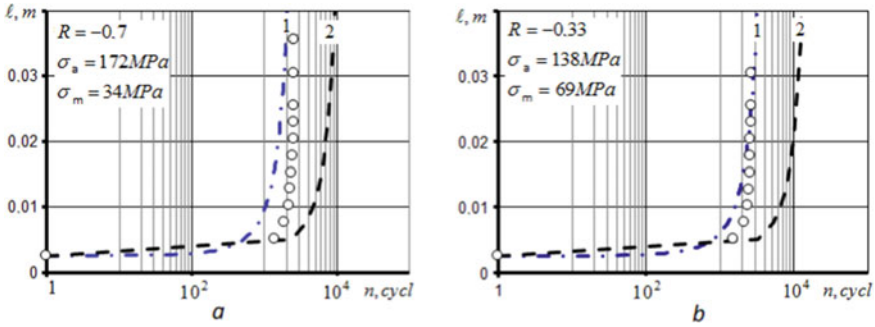 ℓ, m
R = −0.7
σa = 172MPa
σm = 34MPa
1
2
0.03
0.02
0.01
0
1
10²
10⁴
n, cycl
a
ℓ, m
R = −0.33
σa = 138MPa
σm = 69MPa
1
2
0.03
0.02
0.01
0
1
10²
10⁴
n, cycl
b